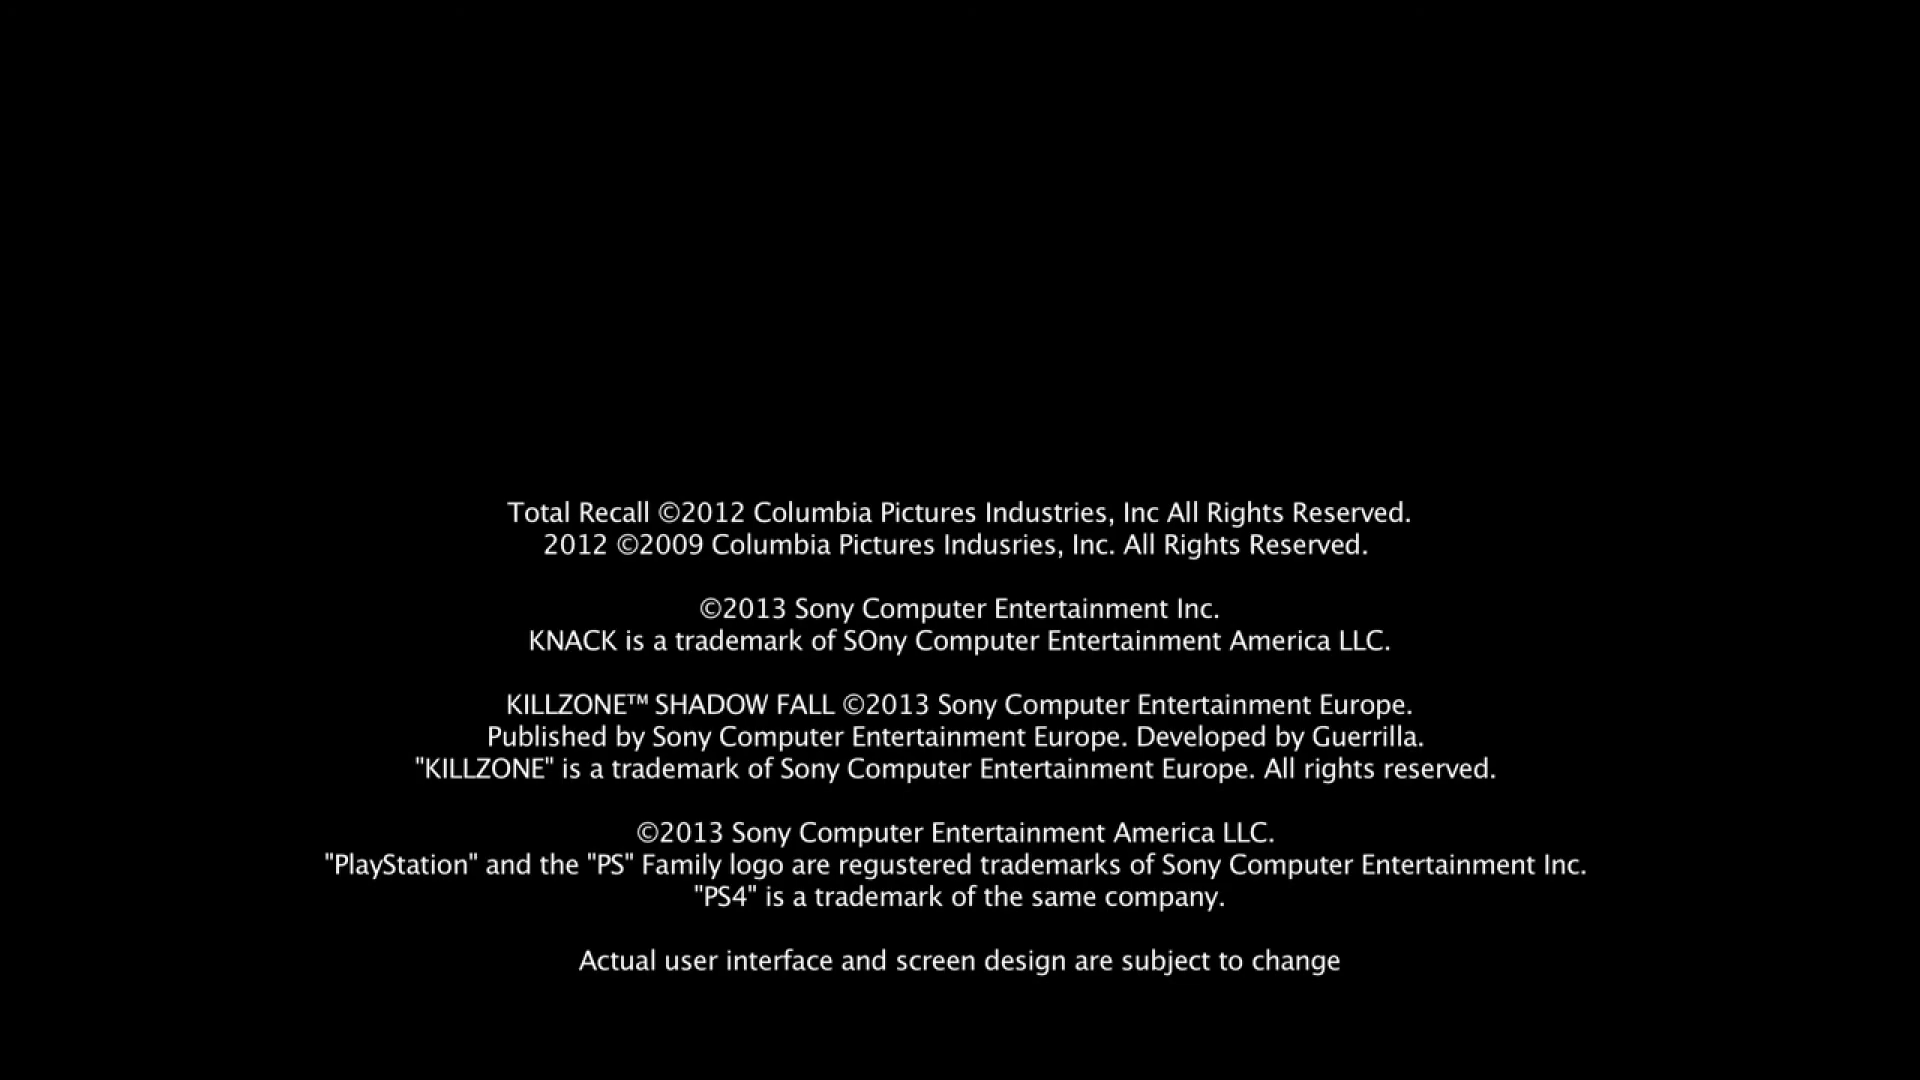 Total Recall ©2012 Columbia Pictures Industries, Inc All Rights Reserved.
2012 ©2009 Columbia Pictures Indusries, Inc. All Rights Reserved.
©2013 Sony Computer Entertainment Inc.
KNACK is a trademark of SOny Computer Entertainment America LLC.
KILLZONE™ SHADOW FALL ©2013 Sony Computer Entertainment Europe.
Published by Sony Computer Entertainment Europe. Developed by Guerrilla.
"KILLZONE" is a trademark of Sony Computer Entertainment Europe. All rights reserved.
©2013 Sony Computer Entertainment America LLC.
"PlayStation" and the "PS" Family logo are regustered trademarks of Sony Computer Entertainment Inc.
"PS4" is a trademark of the same company.
Actual user interface and screen design are subject to change